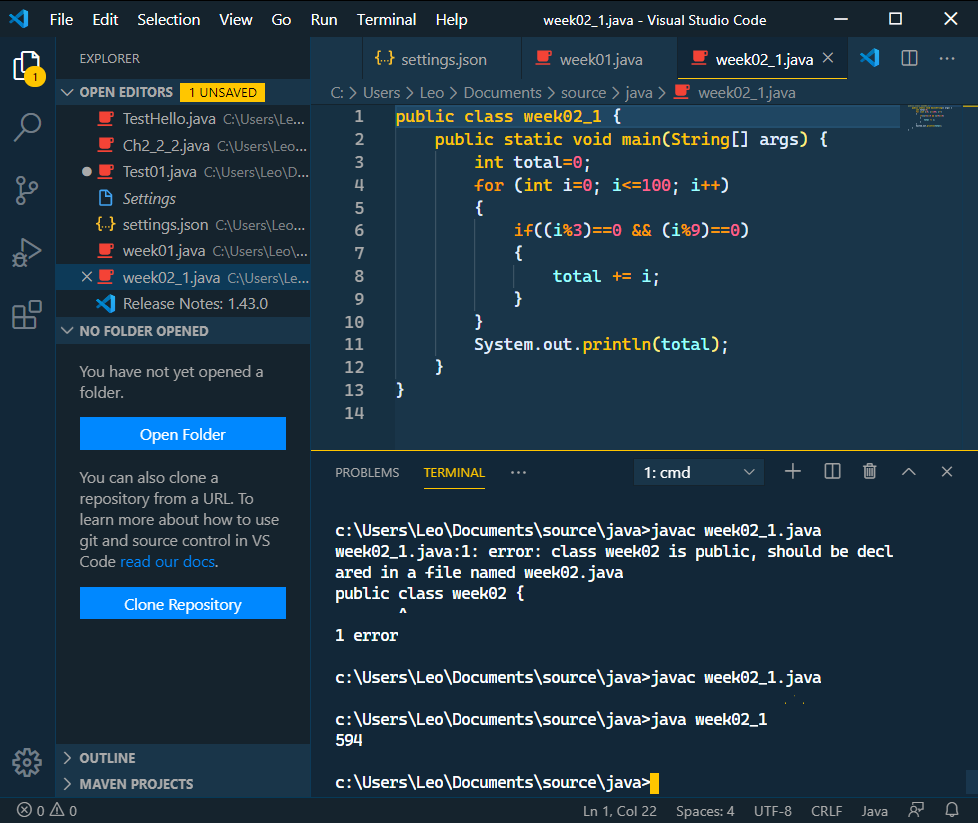 File Edit Selection View Go Run Terminal Help week02_1.java - Visual Studio Code
1
EXPLORER
OPEN EDITORS 1 UNSAVED
TestHello.java C:\Users\Le...
Ch2_2_2.java C:\Users\Leo...
Test01.java C:\Users\Leo\D...
Settings
settings.json C:\Users\Leo...
week01.java C:\Users\Leo\...
week02_1.java C:\Users\Le...
Release Notes: 1.43.0
NO FOLDER OPENED
You have not yet opened a
folder.
Open Folder
You can also clone a
repository from a URL. To
learn more about how to use
git and source control in VS
Code read our docs.
Clone Repository
OUTLINE
MAVEN PROJECTS
settings.json week01.java week02_1.java
C: > Users > Leo > Documents > source > java > week02_1.java
1 public class week02_1 {
2 public static void main(String[] args) {
3 int total=0;
4 for (int i=0; i<=100; i++)
5 {
6 if((i%3)==0 && (i%9)==0)
7 {
8 total += i;
9 }
10 }
11 System.out.println(total);
12 }
13 }
14
PROBLEMS TERMINAL ... 1: cmd
c:\Users\Leo\Documents\source\java>javac week02_1.java
week02_1.java:1: error: class week02 is public, should be decl
ared in a file named week02.java
public class week02 {
^
1 error
c:\Users\Leo\Documents\source\java>javac week02_1.java
c:\Users\Leo\Documents\source\java>java week02_1
594
c:\Users\Leo\Documents\source\java>
0 0 Ln 1, Col 22 Spaces: 4 UTF-8 CRLF Java